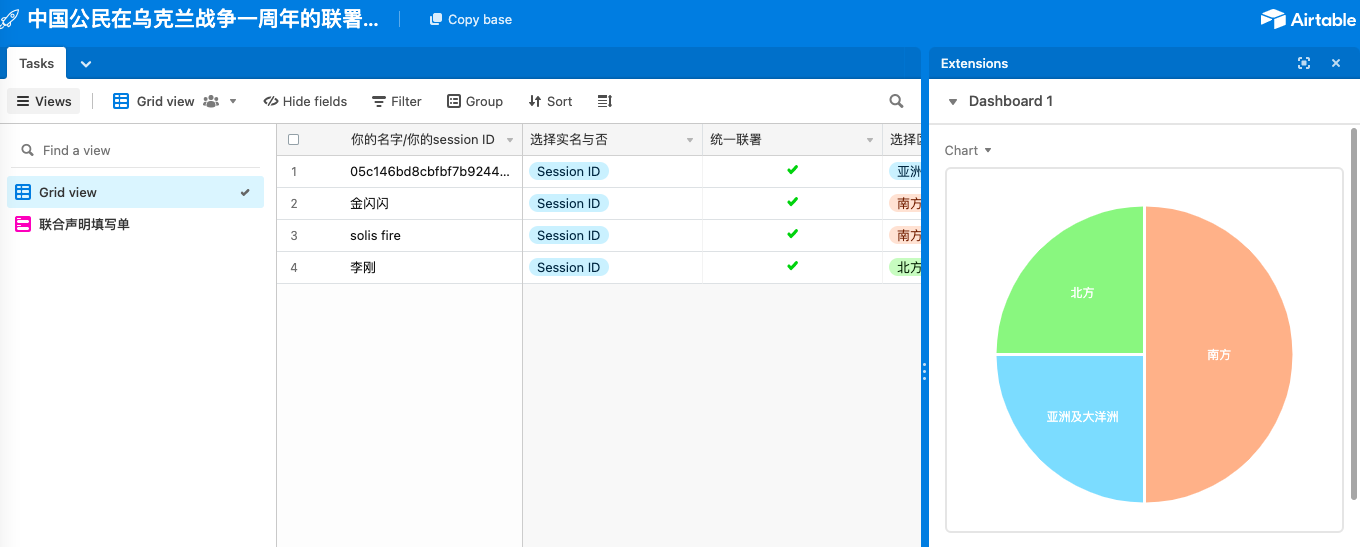 中国公民在乌克兰战争一周年的联署...
Copy base
Airtable
Tasks
Extensions
Views
Grid view
Hide fields
Filter
Group
Sort
Dashboard 1
Find a view
Grid view
联合声明填写单
你的名字/你的session ID 选择实名与否 统一联署 选择
1 05c146bd8cbfbf7b9244... Session ID 亚洲
2 金闪闪 Session ID 南方
3 solis fire Session ID 南方
4 李刚 Session ID 北方
Chart
北方
南方
亚洲及大洋洲